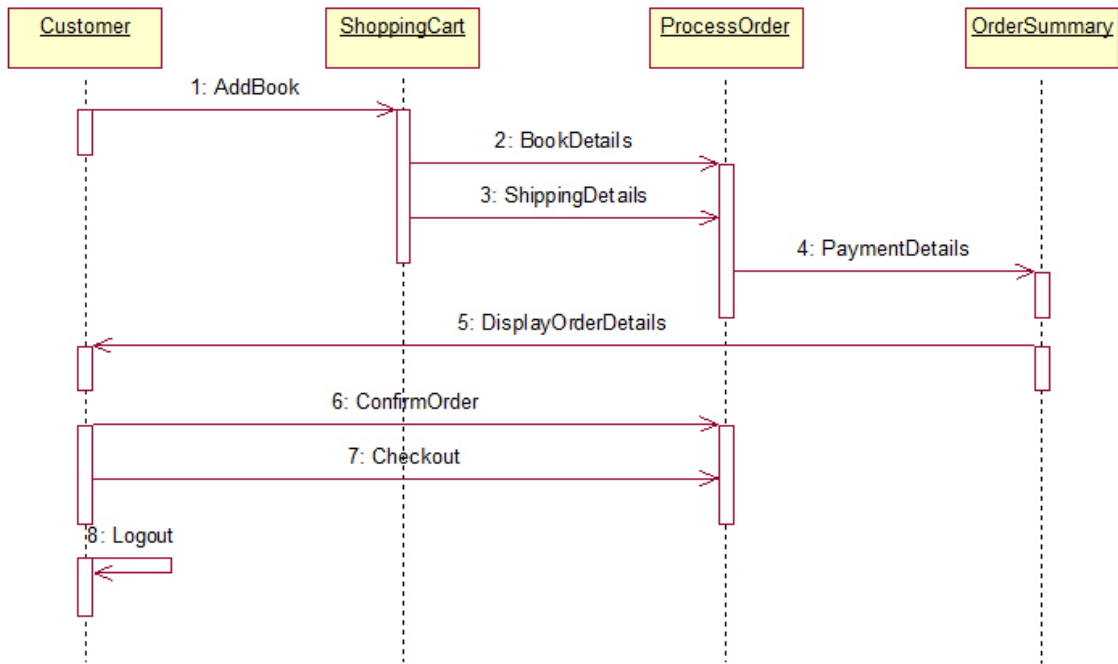 Customer
ShoppingCart
ProcessOrder
OrderSummary
1: AddBook
2: BookDetails
3: ShippingDetails
4: PaymentDetails
5: DisplayOrderDetails
6: ConfirmOrder
7: Checkout
8: Logout